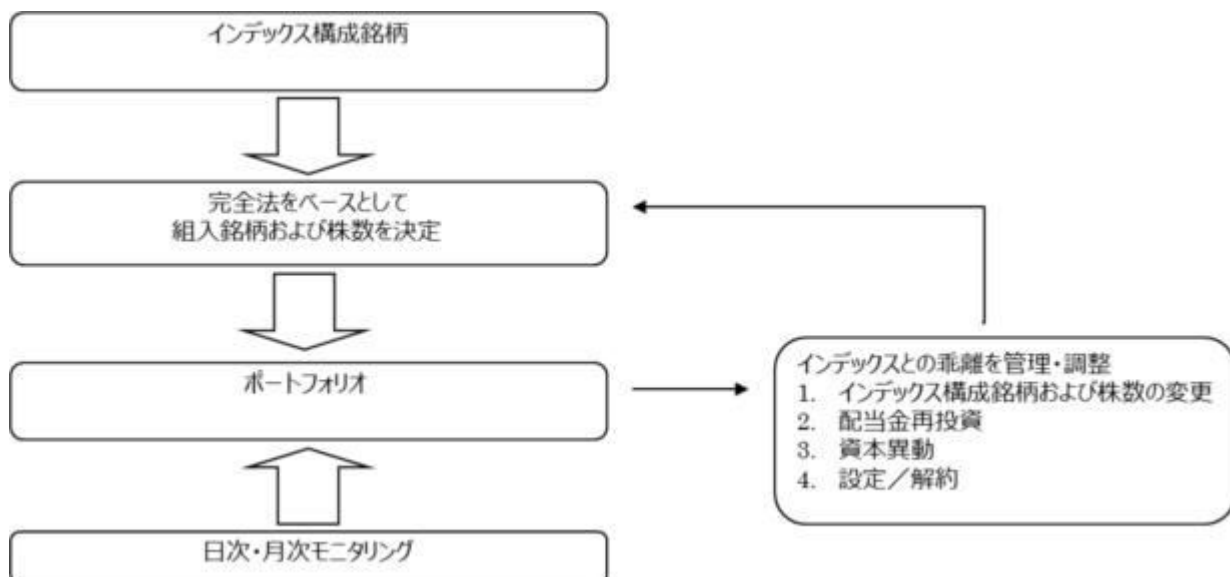 インデックス構成銘柄
完全法をベースとして
組入銘柄および株数を決定
ポートフォリオ
インデックスとの乖離を管理・調整
1. インデックス構成銘柄および株数の変更
2. 配当金再投資
3. 資本異動
4. 設定／解約
日次・月次モニタリング